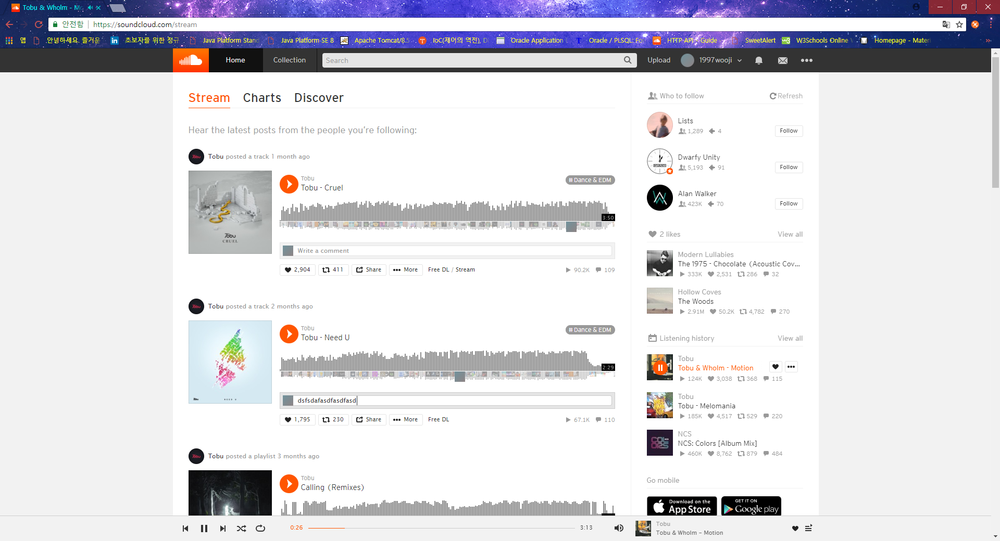 Tobu & Wholm - Mo
안전함 https://soundcloud.com/stream
앱 안녕하세요. 즐거운 초보자를 위한 정규 Java Platform Stand Java Platform SE 8 Apache Tomcat/8.5 IoC(제어의 역전), D Oracle Application Oracle / PLSQL: HTTP API - Guide SweetAlert W3Schools Online Homepage - Materi
Home Collection Search Upload 1997wooji
Stream Charts Discover
Hear the latest posts from the people you're following:
Tobu posted a track 1 month ago
Tobu
Tobu - Cruel
# Dance & EDM
3:50
Tobu
CRUEL
Write a comment
2,904 411 Share More Free DL / Stream 90.2K 109
Tobu posted a track 2 months ago
Tobu
Tobu - Need U
# Dance & EDM
2:29
dsfsdafasdfasdfasd
1,795 230 Share More Free DL 67.1K 110
Tobu posted a playlist 3 months ago
Tobu
Calling (Remixes)
Who to follow Refresh
Lists
1,289 4 Follow
Dwarfy Unity
5,193 91 Follow
Alan Walker
423K 70 Follow
2 likes View all
Modern Lullabies
The 1975 - Chocolate (Acoustic Cov...
333K 2,531 286 32
Hollow Coves
The Woods
2.91M 50.2K 4,782 270
Listening history View all
Tobu
Tobu & Wholm - Motion
124K 3,038 368 115
Tobu
Tobu - Melomania
185K 4,517 529 220
NCS
NCS: Colors [Album Mix]
460K 8,762 879 484
Go mobile
Download on the
App Store
GET IT ON
Google play
0:26 3:13
Tobu
Tobu & Wholm – Motion